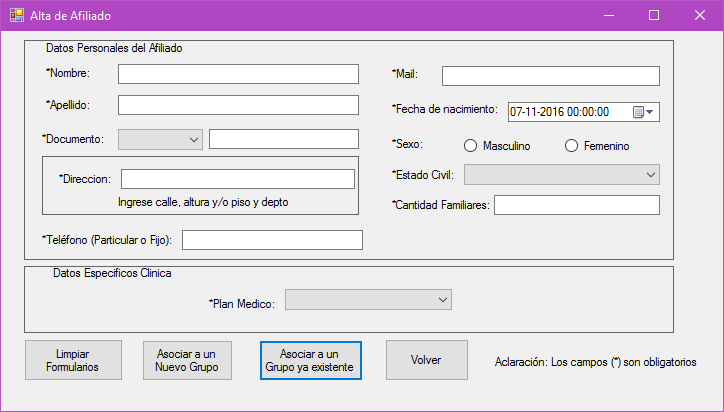 Alta de Afiliado
Datos Personales del Afiliado
*Nombre:
*Mail:
*Apellido:
*Fecha de nacimiento: 07-11-2016 00:00:00
*Documento:
*Sexo: Masculino Femenino
*Direccion:
*Estado Civil:
Ingrese calle, altura y/o piso y depto
*Cantidad Familiares:
*Teléfono (Particular o Fijo):
Datos Especificos Clinica
*Plan Medico:
Limpiar
Formularios
Asociar a un
Nuevo Grupo
Asociar a un
Grupo ya existente
Volver
Aclaración: Los campos (*) son obligatorios